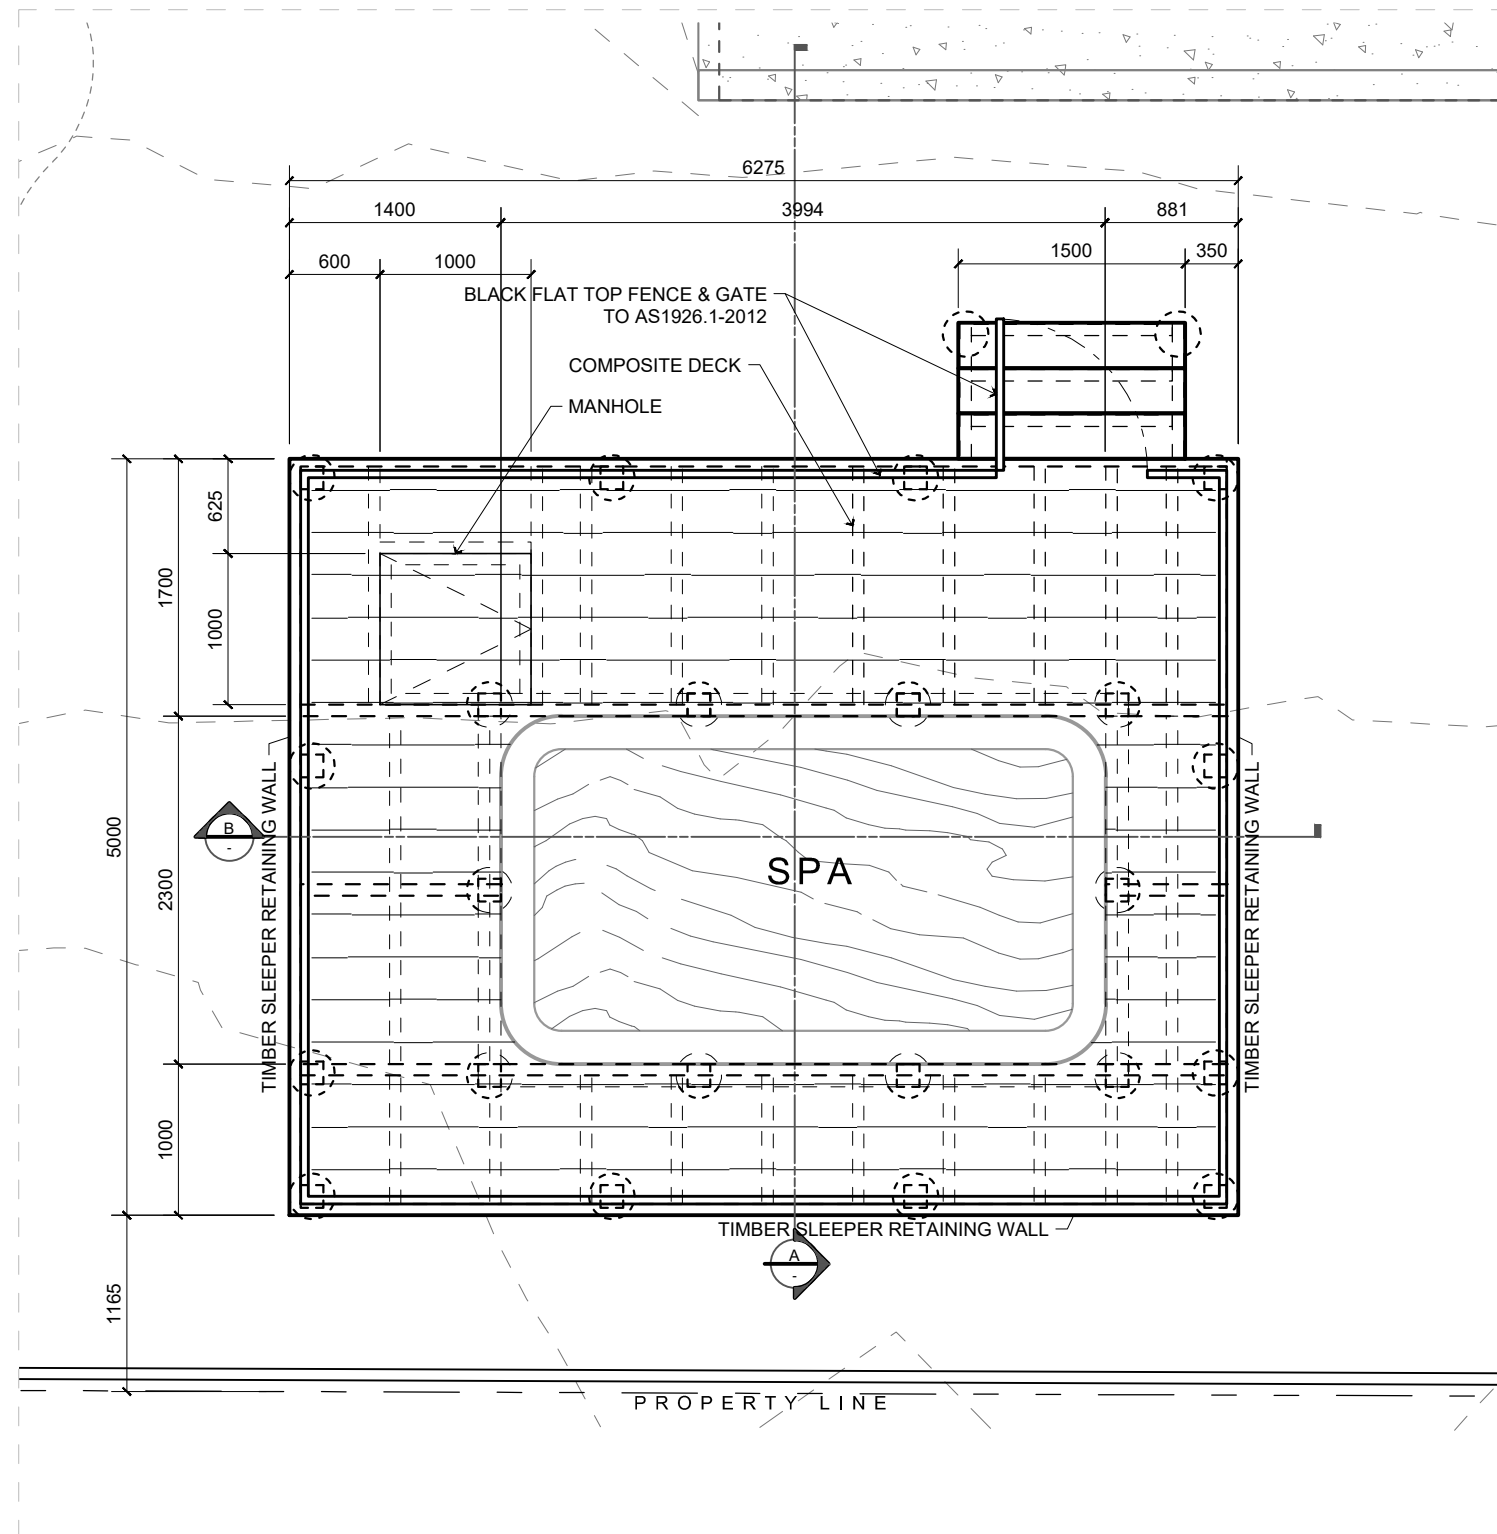 6275
1400
3994
881
1500
350
600
1000
BLACK FLAT TOP FENCE & GATE
TO AS1926.1-2012
COMPOSITE DECK
MANHOLE
625
1700
1000
5000
2300
1000
1165
TIMBER SLEEPER RETAINING WALL
B
-
SPA
TIMBER SLEEPER RETAINING WALL
TIMBER SLEEPER RETAINING WALL
A
-
PROPERTY LINE